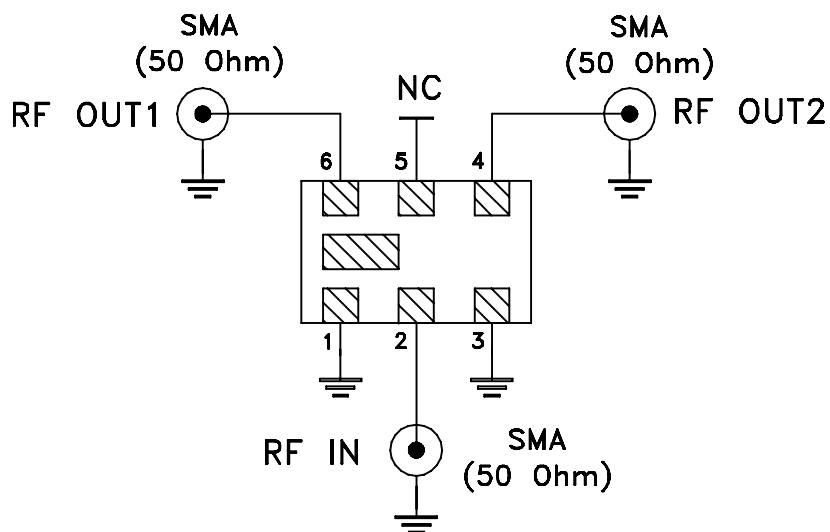 SMA
(50 Ohm)
SMA
(50 Ohm)
RF OUT1
NC
RF OUT2
6
5
4
1
2
3
RF IN
SMA
(50 Ohm)